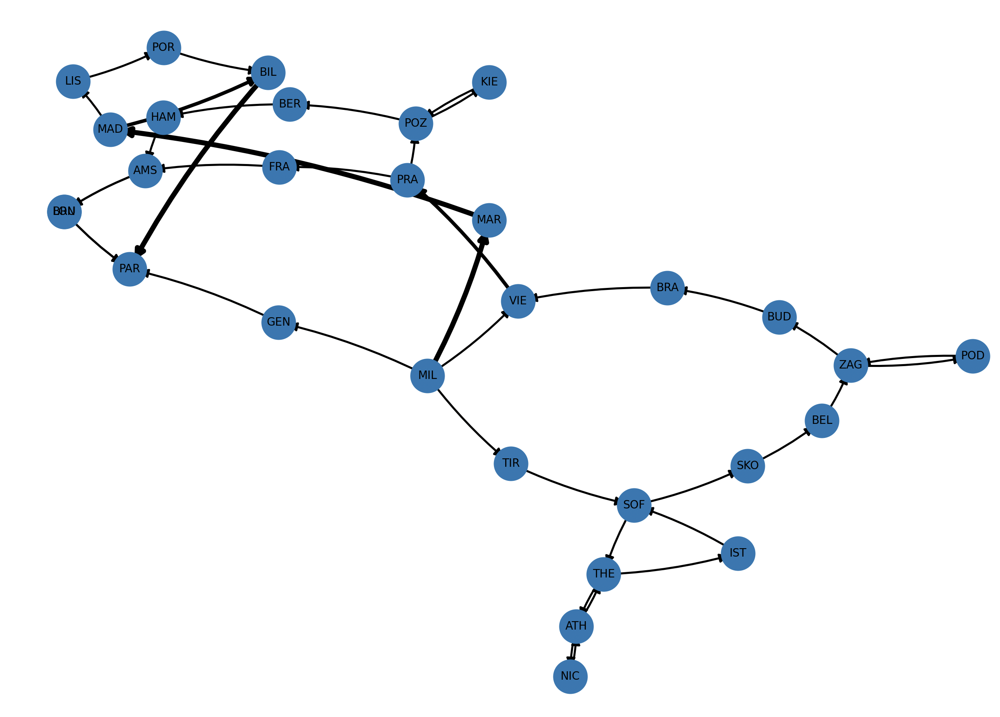 POR
BIL
LIS
KIE
BER
HAM
POZ
MAD
FRA
AMS
PRA
MAR
PAR
BRA
VIE
BUD
GEN
POD
ZAG
MIL
BEL
TIR
SKO
SOF
IST
THE
ATH
NIC